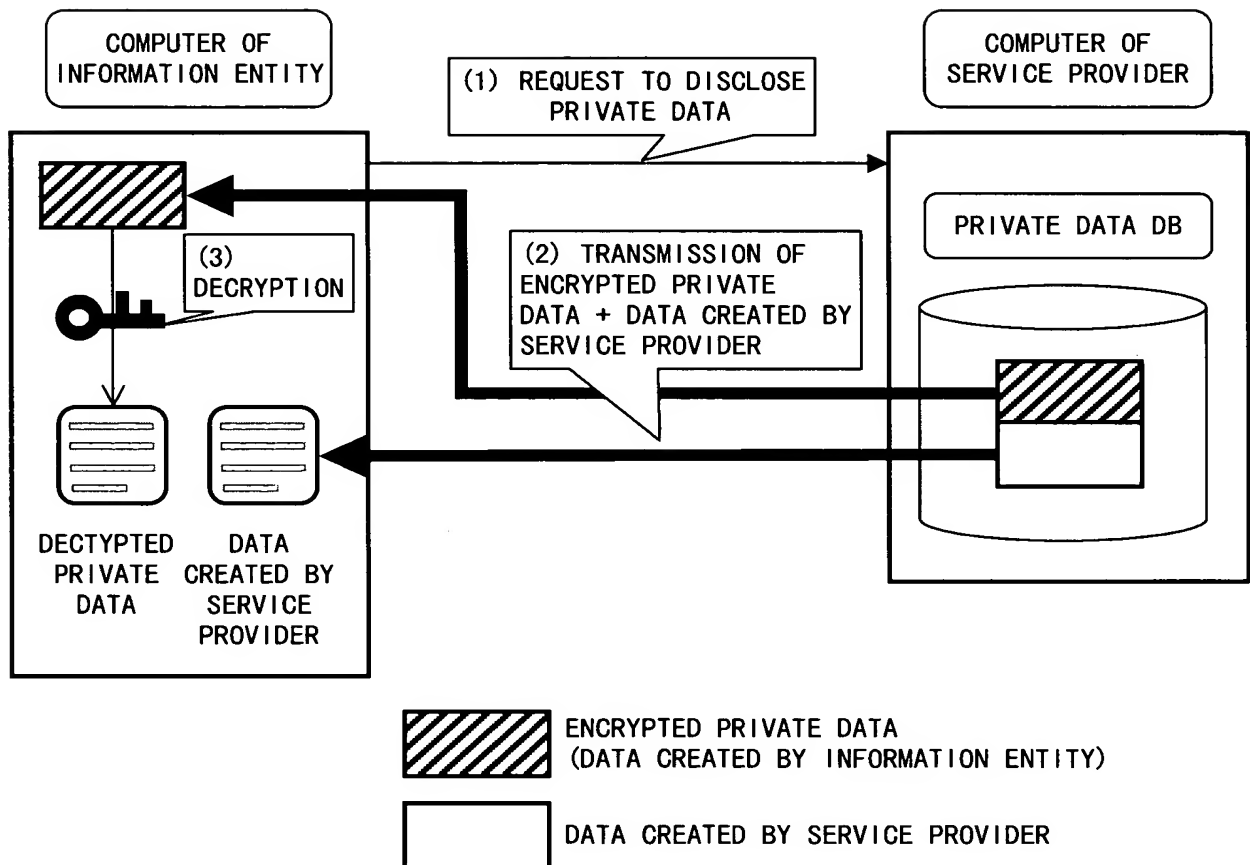 COMPUTER OF
INFORMATION ENTITY
COMPUTER OF
SERVICE PROVIDER
(1) REQUEST TO DISCLOSE
PRIVATE DATA
PRIVATE DATA DB
(2) TRANSMISSION OF
ENCRYPTED PRIVATE
DATA + DATA CREATED BY
SERVICE PROVIDER
(3)
DECRYPTION
DECTYPTED
PRIVATE
DATA
DATA
CREATED BY
SERVICE
PROVIDER
ENCRYPTED PRIVATE DATA
(DATA CREATED BY INFORMATION ENTITY)
DATA CREATED BY SERVICE PROVIDER